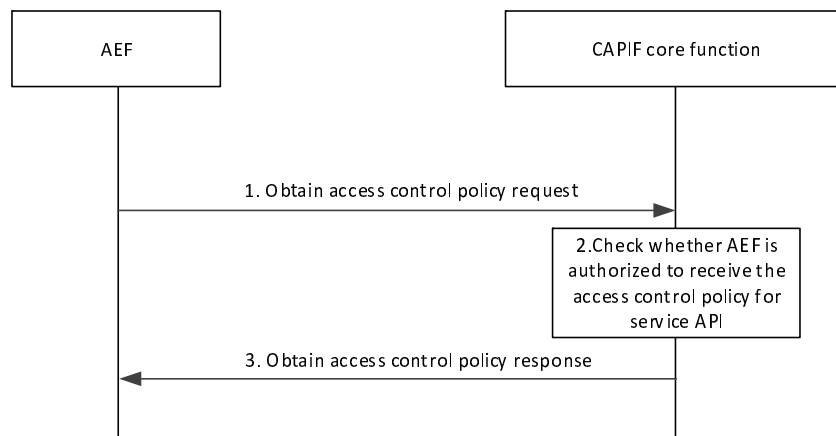 AEF
CAPIF core function
1. Obtain access control policy request
2.Check whether AEF is
authorized to receive the
access control policy for
service API
3. Obtain access control policy response